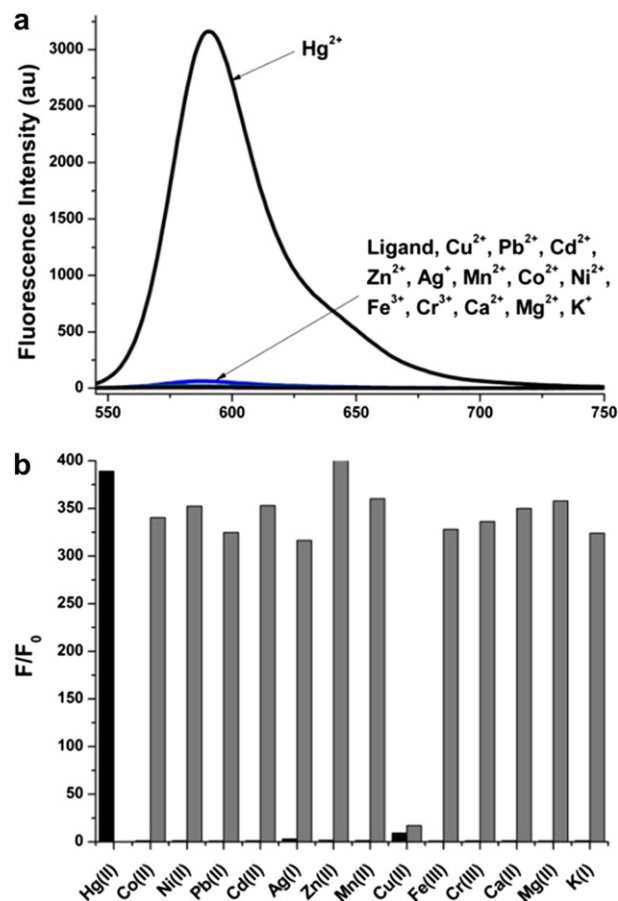 a
Fluorescence Intensity (au)
3000
2500
2000
1500
1000
500
0
Hg²⁺
Ligand, Cu²⁺, Pb²⁺, Cd²⁺,
Zn²⁺, Ag⁺, Mn²⁺, Co²⁺, Ni²⁺,
Fe³⁺, Cr³⁺, Ca²⁺, Mg²⁺, K⁺
550 600 650 700 750
b
F/F₀
400
350
300
250
200
150
100
50
0
Hg(II) Co(II) Ni(II) Pb(II) Cd(II) Ag(I) Zn(II) Mn(II) Cu(II) Fe(III) Cr(III) Ca(II) Mg(II) K(I)